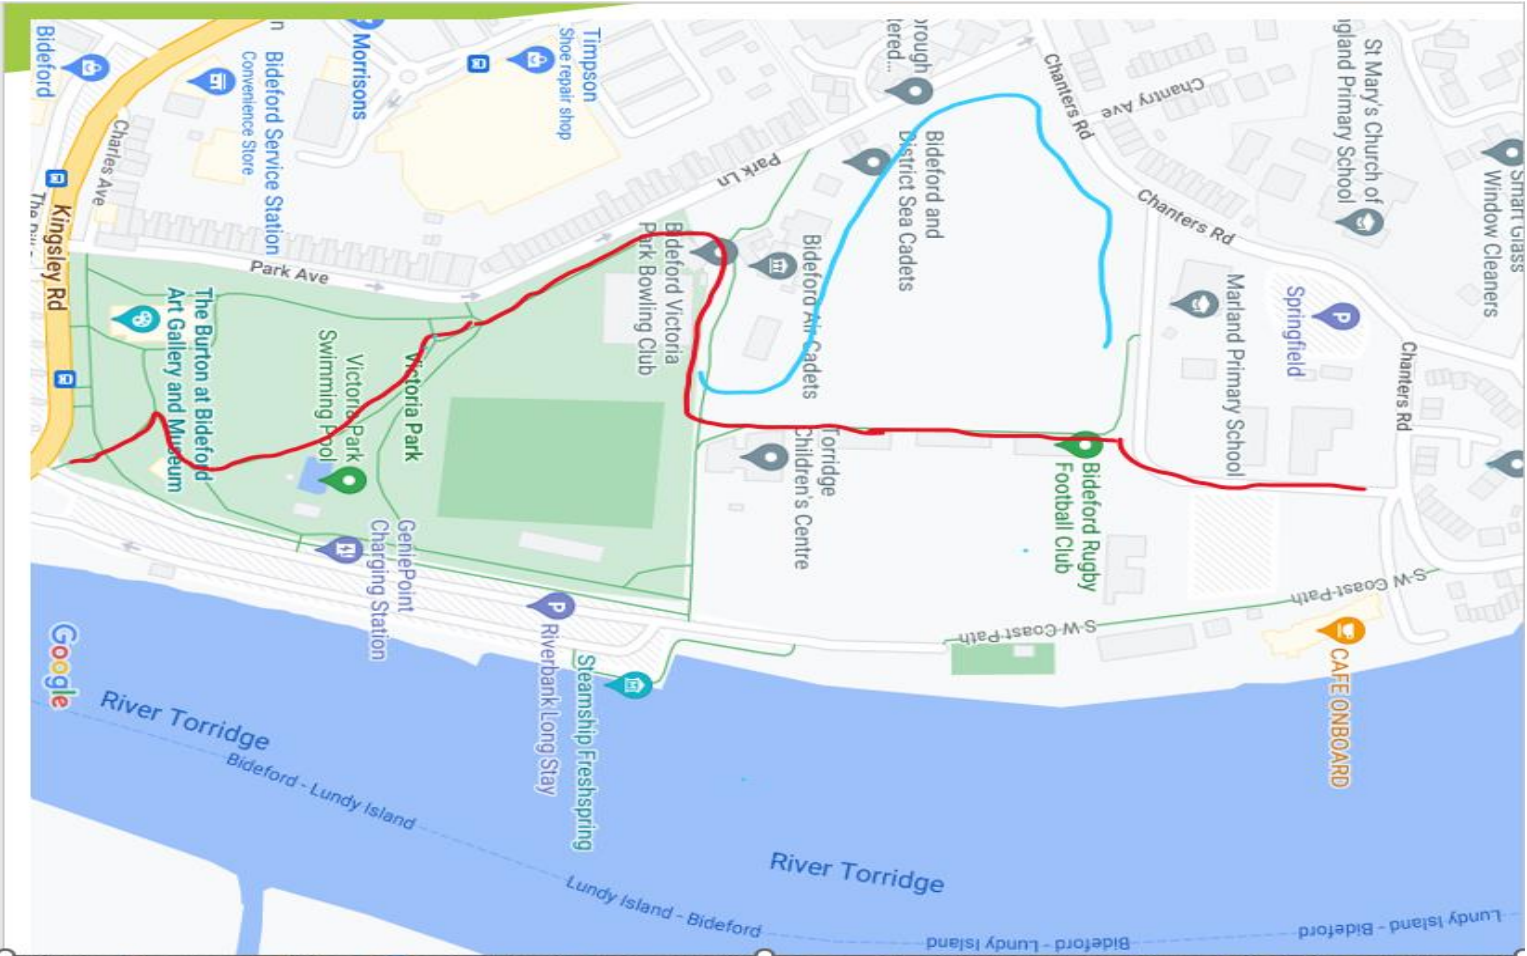 Bideford
Morrisons
Bideford Service Station
Convenience Store
Timpson
Shoe repair shop
Charles Ave
Kingsley Rd
Park Ave
Park Ln
orough
tered...
Bideford and
District Sea Cadets
Chanters Rd
Chantry Ave
Chanters Rd
St Mary's Church of
ngland Primary School
Smart Glass
Window Cleaners
Marland Primary School
Springfield
Chanters Rd
Bideford Air Cadets
Bideford Victoria
Park Bowling Club
The Burton at Bideford
Art Gallery and Museum
Victoria Park
Victoria Park
Swimming Pool
Torridge
Children's Centre
Bideford Rugby
Football Club
GeniePoint
Charging Station
P
Riverbank Long Stay
Steamship Freshspring
S W Coast Path
S W Coast Path
CAFE ONBOARD
P
Google
River Torridge
Bideford - Lundy Island
River Torridge
Lundy Island - Bideford
Bideford - Lundy Island
Lundy Island - Bideford